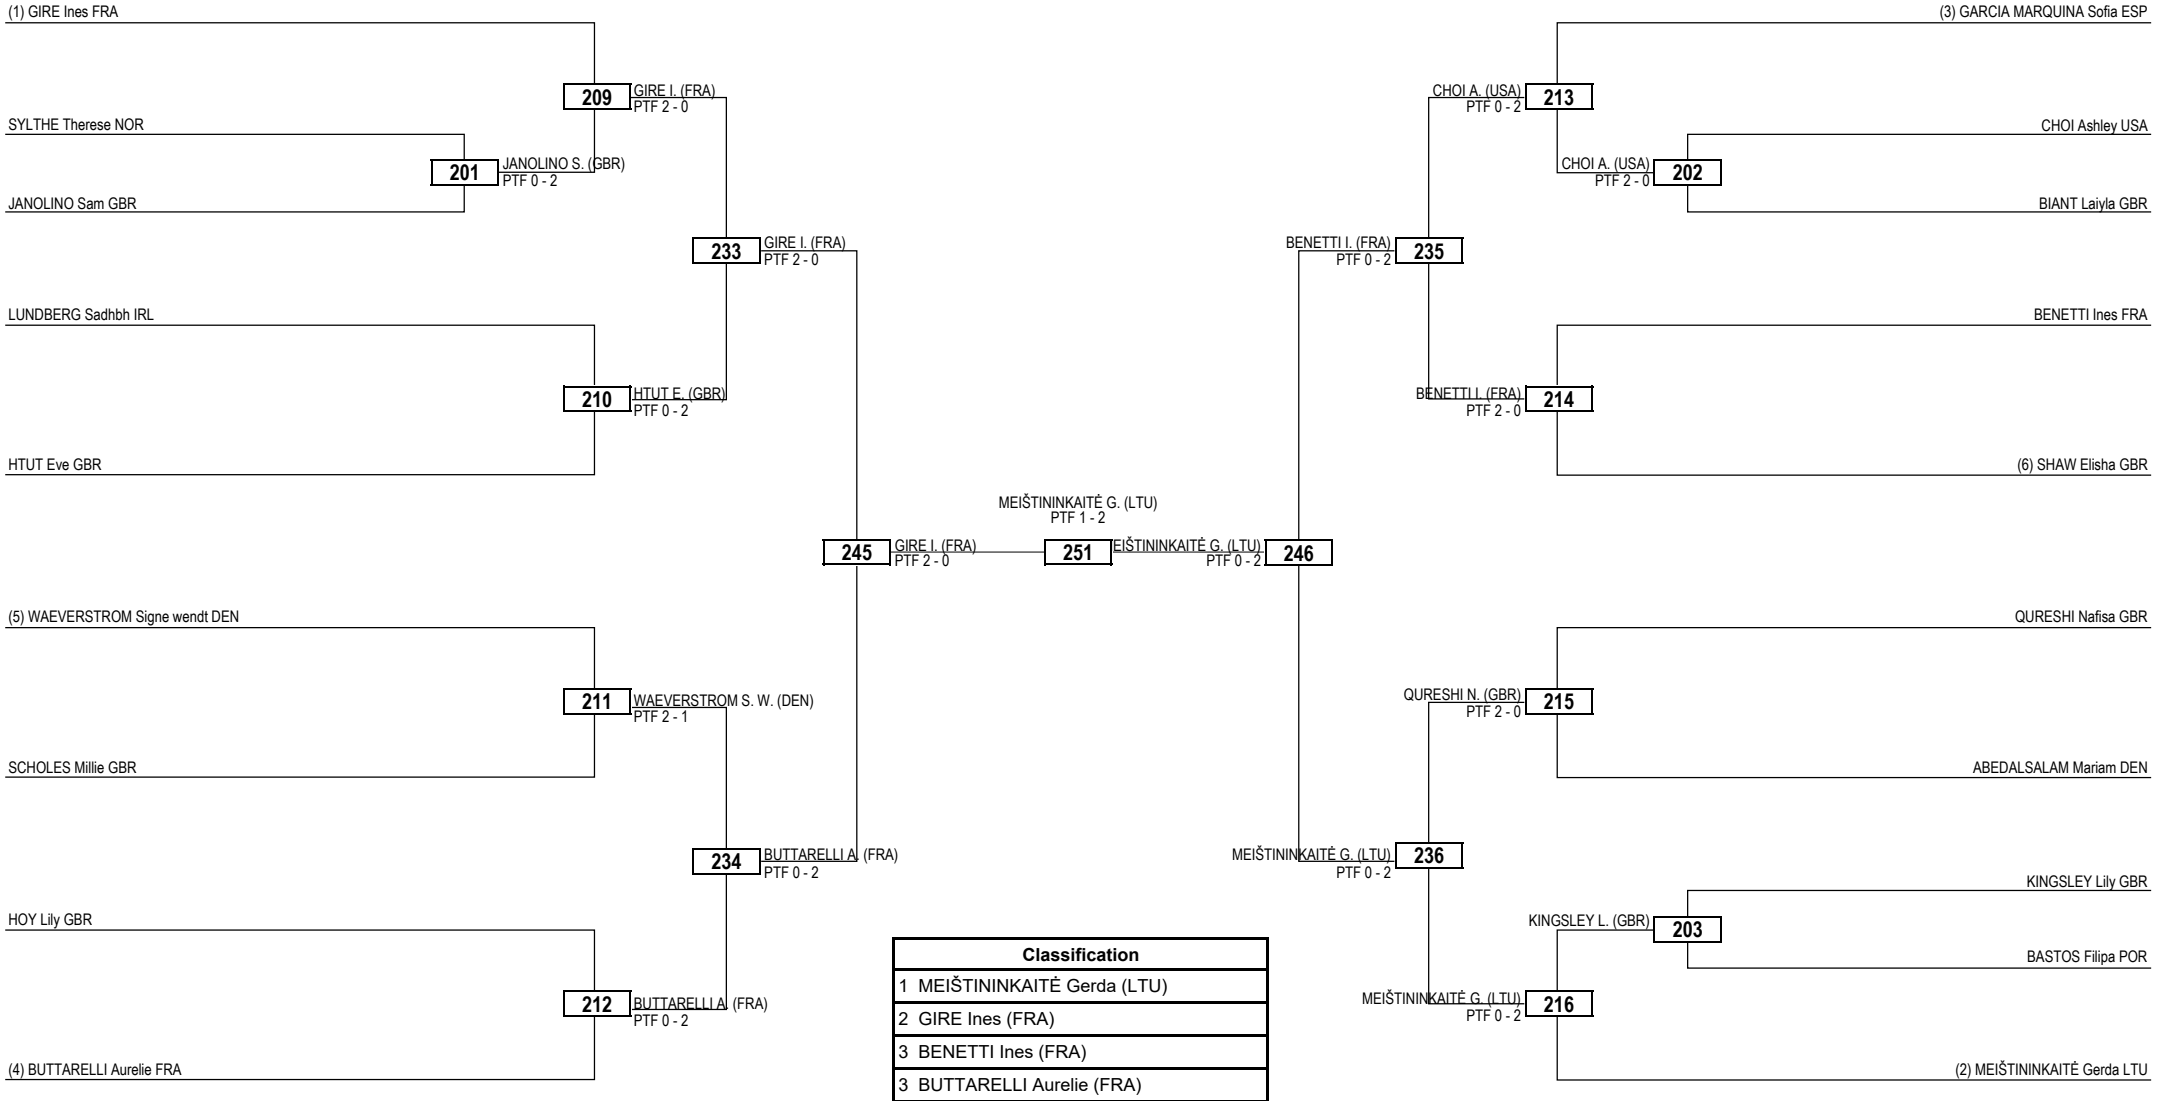 (1) GIRE Ines FRA
209
GIRE I. (FRA)
PTF 2 - 0
SYLTHE Therese NOR
201
JANOLINO S. (GBR)
PTF 0 - 2
JANOLINO Sam GBR
233
GIRE I. (FRA)
PTF 2 - 0
LUNDBERG Sadhbh IRL
210
HTUT E. (GBR)
PTF 0 - 2
HTUT Eve GBR
245
GIRE I. (FRA)
PTF 2 - 0
(5) WAEVERSTROM Signe wendt DEN
211
WAEVERSTROM S. W. (DEN)
PTF 2 - 1
SCHOLES Millie GBR
234
BUTTARELLI A. (FRA)
PTF 0 - 2
HOY Lily GBR
212
BUTTARELLI A. (FRA)
PTF 0 - 2
(4) BUTTARELLI Aurelie FRA
MEIŠTININKAITĖ G. (LTU)
PTF 1 - 2
251
EIŠTININKAITĖ G. (LTU)
PTF 0 - 2
246
(3) GARCIA MARQUINA Sofia ESP
CHOI A. (USA)
PTF 0 - 2
213
CHOI Ashley USA
CHOI A. (USA)
PTF 2 - 0
202
BIANT Laiyla GBR
BENETTI I. (FRA)
PTF 0 - 2
235
BENETTI Ines FRA
BENETTI I. (FRA)
PTF 2 - 0
214
(6) SHAW Elisha GBR
QURESHI Nafisa GBR
QURESHI N. (GBR)
PTF 2 - 0
215
ABEDALSALAM Mariam DEN
MEIŠTININKAITĖ G. (LTU)
PTF 0 - 2
236
KINGSLEY Lily GBR
KINGSLEY L. (GBR)
203
BASTOS Filipa POR
MEIŠTININKAITĖ G. (LTU)
PTF 0 - 2
216
(2) MEIŠTININKAITĖ Gerda LTU
Classification
1 MEIŠTININKAITĖ Gerda (LTU)
2 GIRE Ines (FRA)
3 BENETTI Ines (FRA)
3 BUTTARELLI Aurelie (FRA)